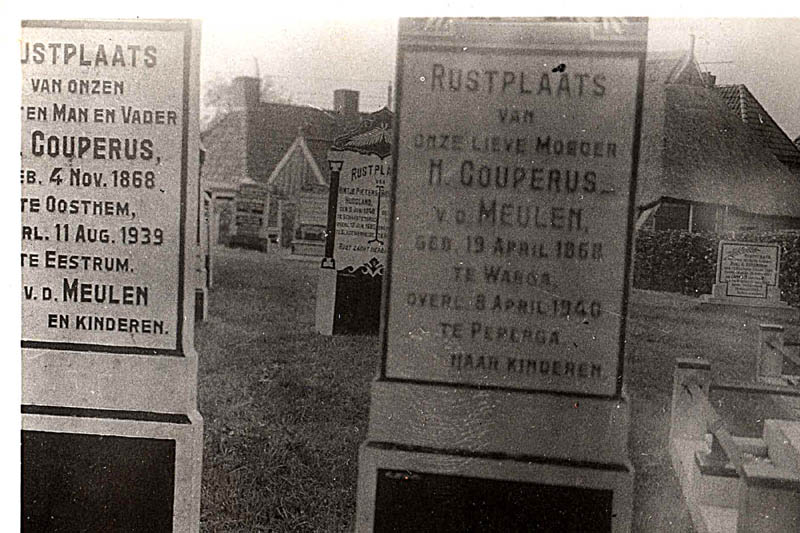 USTPLAATS
VAN ONZEN
TEN MAN EN VADER
. COUPERUS,
EB. 4 NOV. 1868
TE OOSTHEM,
RL. 11 AUG. 1939
TE EESTRUM.
V.D. MEULEN
EN KINDEREN.
RUSTPLA
VAN
RUSTPLAATS
VAN
ONZE LIEVE MOEDER
H. COUPERUS–
V.D. MEULEN,
GEB. 19 APRIL 1868
TE WARGA,
OVERL. 8 APRIL 1940
TE PEPERGA.
HAAR KINDEREN.